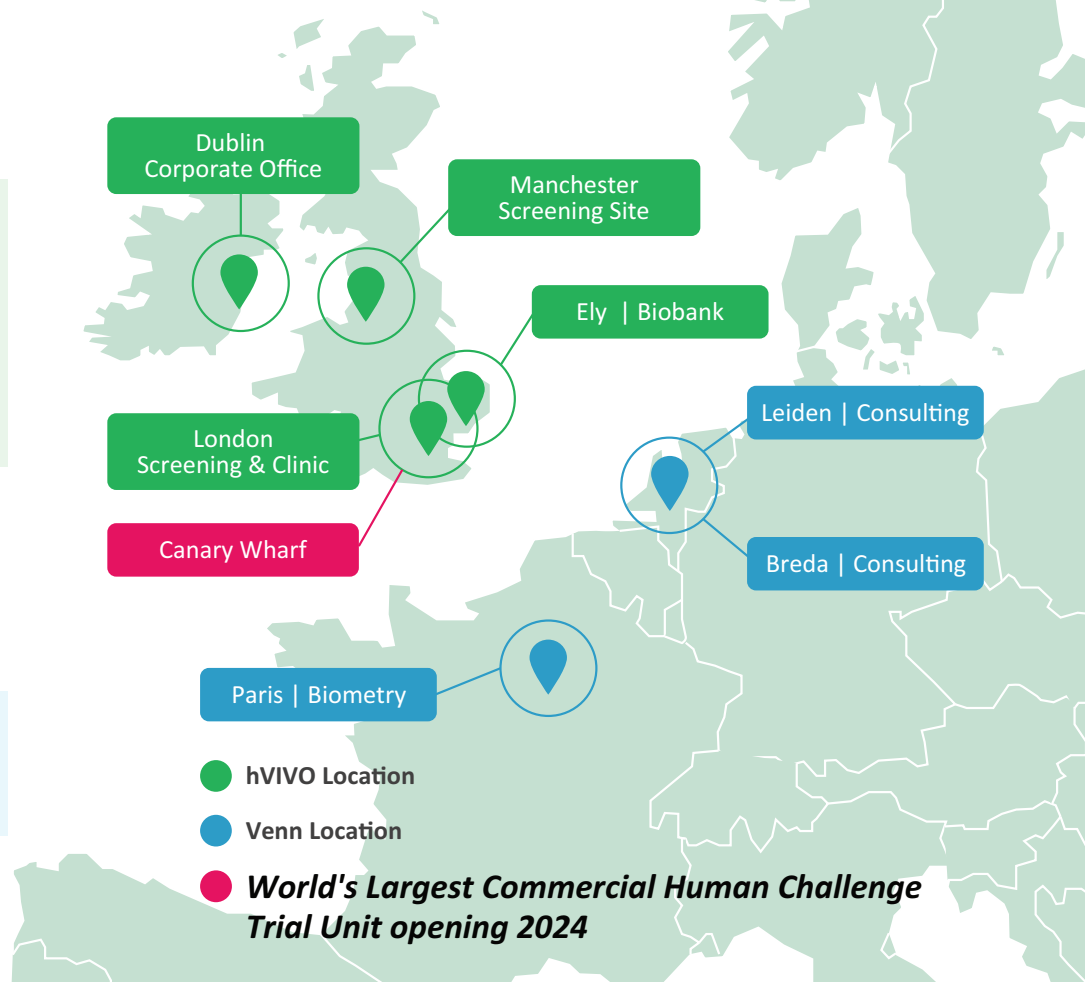 Dublin
Corporate Office
Manchester
Screening Site
Ely | Biobank
Leiden | Consulting
London
Screening & Clinic
Canary Wharf
Breda | Consulting
Paris | Biometry
hVIVO Location
Venn Location
World's Largest Commercial Human Challenge
Trial Unit opening 2024